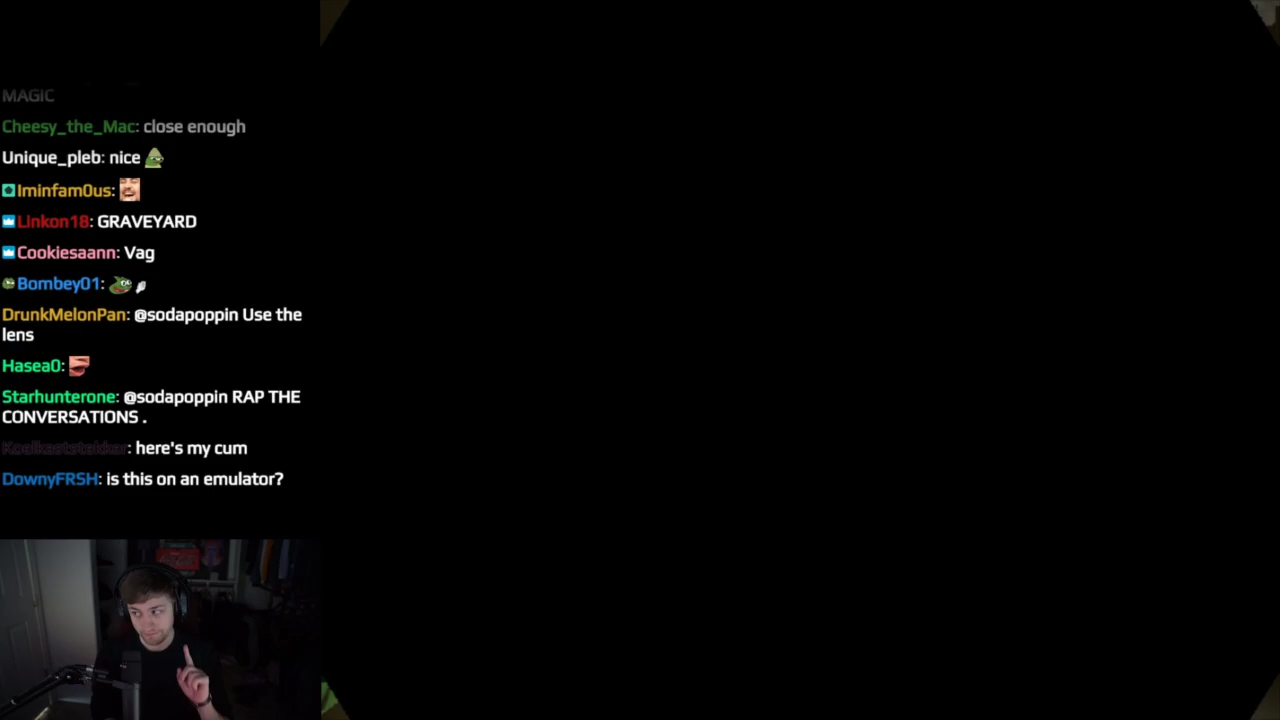 MAGIC
Cheesy_the_Mac: close enough
Unique_pleb: nice
Iminfam0us:
Linkon18: GRAVEYARD
Cookiesaann: Vag
Bombey01:
DrunkMelonPan: @sodapoppin Use the
lens
Hasea0:
Starhunterone: @sodapoppin RAP THE
CONVERSATIONS .
: here's my cum
DownyFRSH: is this on an emulator?